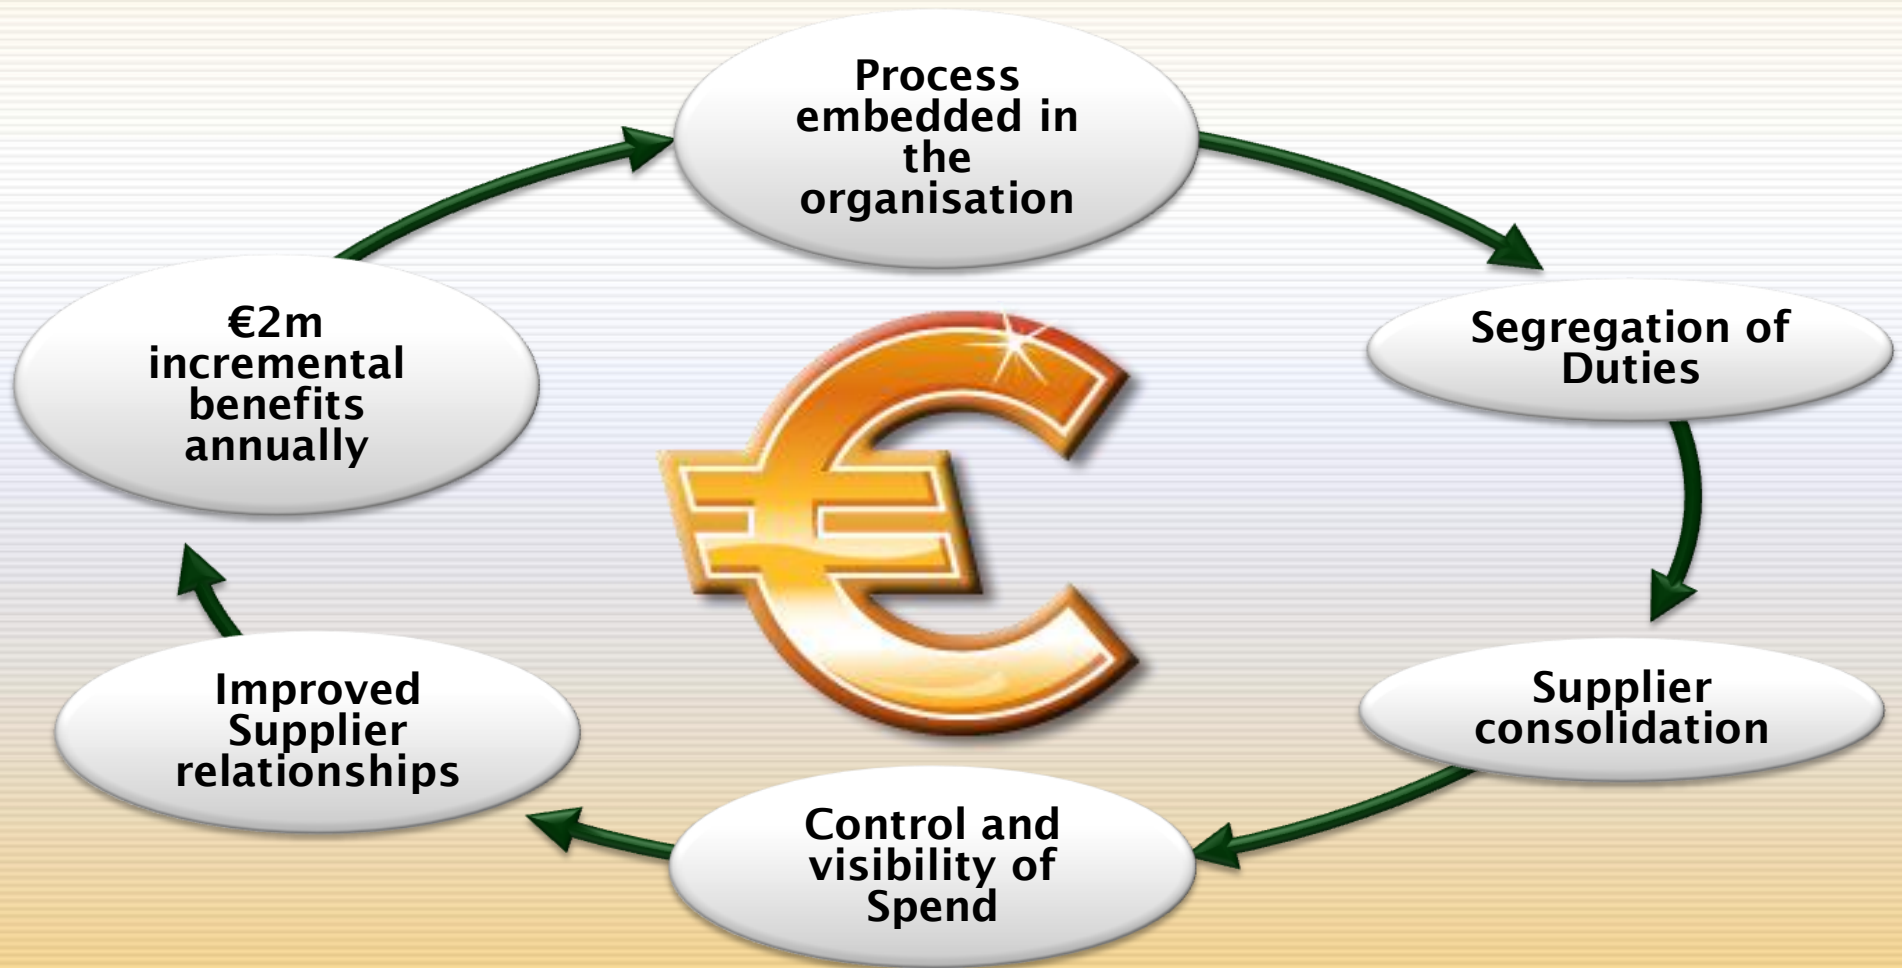 Process
embedded in
the
organisation
Segregation of
Duties
Supplier
consolidation
Control and
visibility of
Spend
Improved
Supplier
relationships
€2m
incremental
benefits
annually
€